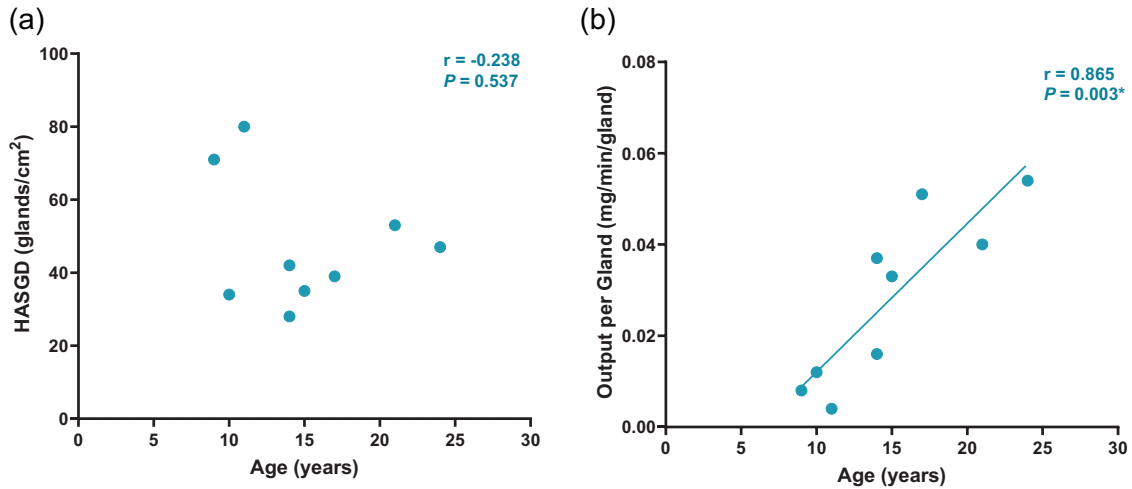 (a)
r = -0.238
P = 0.537
HASGD (glands/cm²)
100
80
60
40
20
0
0 5 10 15 20 25 30
Age (years)
(b)
r = 0.865
P = 0.003*
Output per Gland (mg/min/gland)
0.08
0.06
0.04
0.02
0.00
0 5 10 15 20 25 30
Age (years)